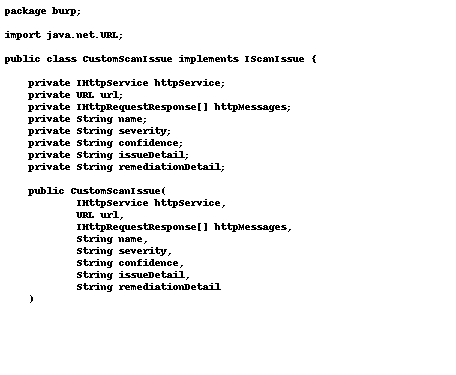 package burp;

import java.net.URL;

public class CustomScanIssue implements IScanIssue {

    private IHttpService httpService;
    private URL url;
    private IHttpRequestResponse[] httpMessages;
    private String name;
    private String severity;
    private String confidence;
    private String issueDetail;
    private String remediationDetail;

    public CustomScanIssue(
            IHttpService httpService,
            URL url,
            IHttpRequestResponse[] httpMessages,
            String name,
            String severity,
            String confidence,
            String issueDetail,
            String remediationDetail
    )